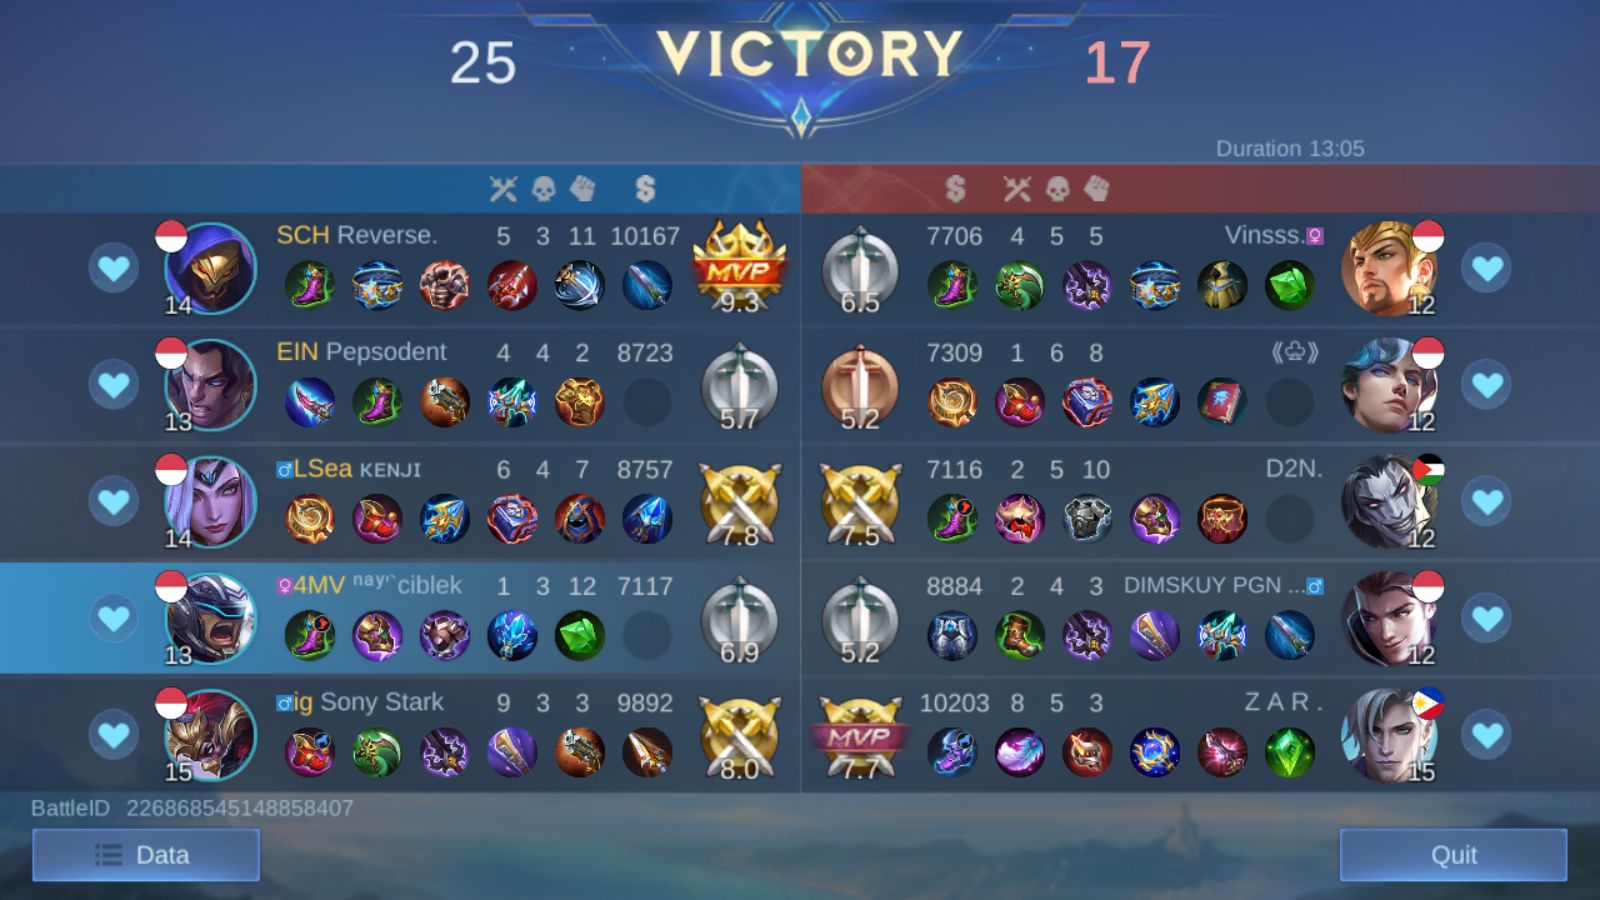 25 VICTORY 17
Duration 13:05
SCH Reverse. 5 3 11 10167 MVP 9.3 14
6.5 7706 4 5 5 Vinsss. 12
EIN Pepsodent 4 4 2 8723 5.7 13
5.2 7309 1 6 8 《♧》 12
LSea KENJI 6 4 7 8757 7.8 14
7.5 7116 2 5 10 D2N. 12
4MV ⁿᵃʸ'`ciblek 1 3 12 7117 6.9 13
5.2 8884 2 4 3 DIMSKUY PGN ... 12
ig Sony Stark 9 3 3 9892 8.0 15
MVP 7.7 10203 8 5 3 Z A R . 15
BattleID 226868545148858407
Data
Quit